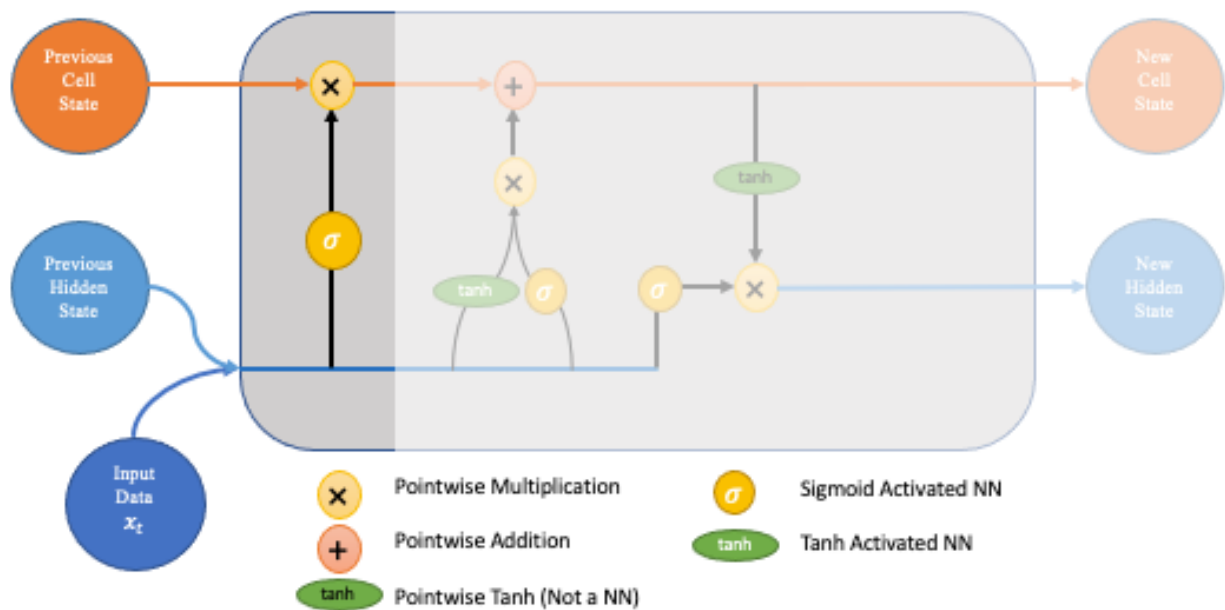 Previous
Cell
State
×
+
New
Cell
State
×
tanh
σ
Previous
Hidden
State
tanh
σ
σ
×
New
Hidden
State
Input
Data
xₜ
× Pointwise Multiplication
σ Sigmoid Activated NN
+ Pointwise Addition
tanh Tanh Activated NN
tanh Pointwise Tanh (Not a NN)